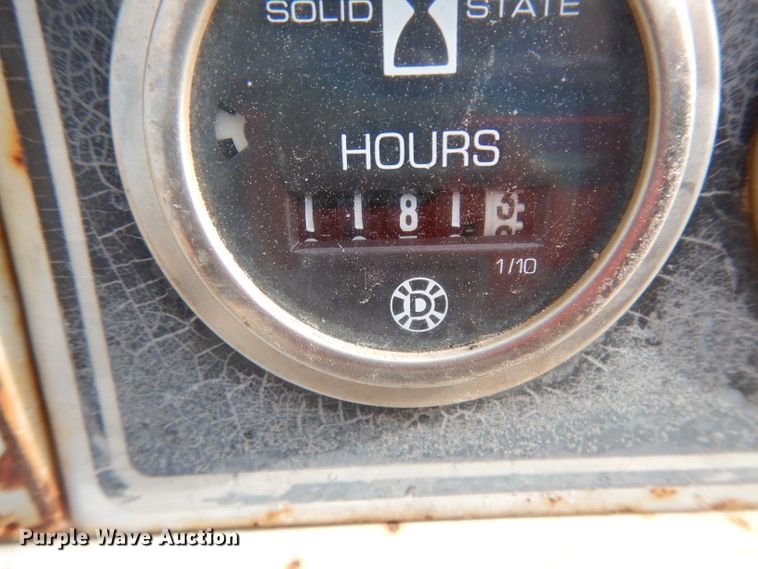 SOLID STATE
HOURS
1181
1/10
D
Purple Wave Auction